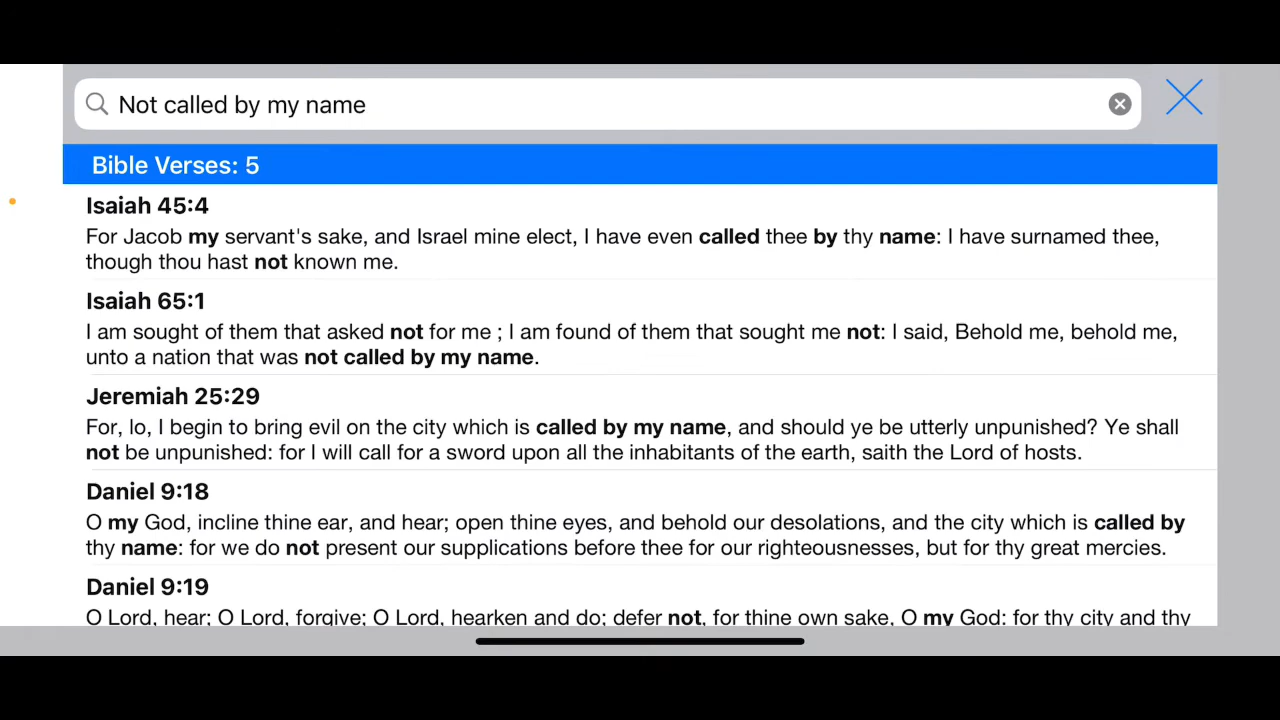 Not called by my name
Bible Verses: 5
Isaiah 45:4
For Jacob my servant's sake, and Israel mine elect, I have even called thee by thy name: I have surnamed thee,
though thou hast not known me.
Isaiah 65:1
I am sought of them that asked not for me ; I am found of them that sought me not: I said, Behold me, behold me,
unto a nation that was not called by my name.
Jeremiah 25:29
For, lo, I begin to bring evil on the city which is called by my name, and should ye be utterly unpunished? Ye shall
not be unpunished: for I will call for a sword upon all the inhabitants of the earth, saith the Lord of hosts.
Daniel 9:18
O my God, incline thine ear, and hear; open thine eyes, and behold our desolations, and the city which is called by
thy name: for we do not present our supplications before thee for our righteousnesses, but for thy great mercies.
Daniel 9:19
O Lord, hear; O Lord, forgive; O Lord, hearken and do; defer not, for thine own sake, O my God: for thy city and thy